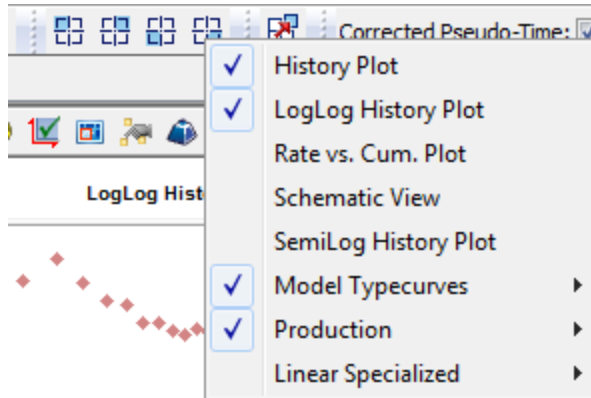 Corrected Pseudo-Time:
History Plot
LogLog History Plot
Rate vs. Cum. Plot
Schematic View
SemiLog History Plot
Model Typecurves
Production
Linear Specialized
LogLog Hist